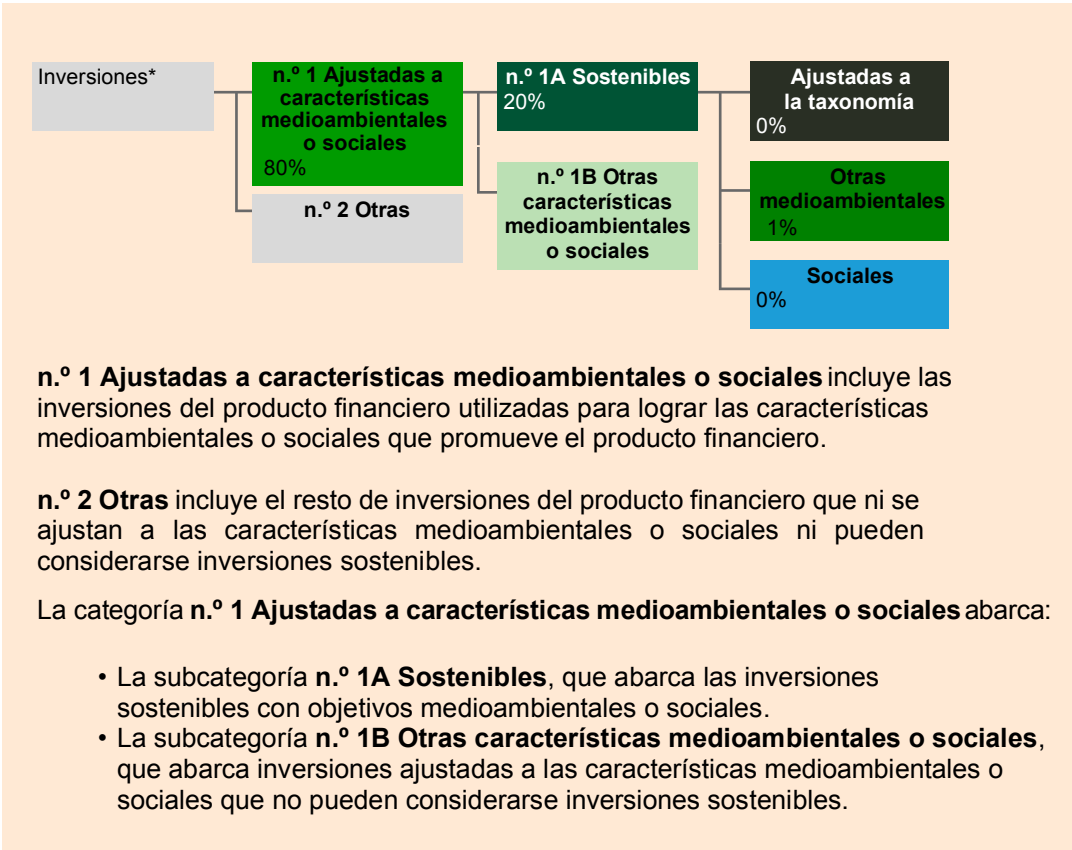 Inversiones*
n.º 1 Ajustadas a
características
medioambientales
o sociales
80%
n.º 2 Otras
n.º 1A Sostenibles
20%
n.º 1B Otras
características
medioambientales
o sociales
Ajustadas a
la taxonomía
0%
Otras
medioambientales
1%
Sociales
0%
n.º 1 Ajustadas a características medioambientales o sociales incluye las
inversiones del producto financiero utilizadas para lograr las características
medioambientales o sociales que promueve el producto financiero.
n.º 2 Otras incluye el resto de inversiones del producto financiero que ni se
ajustan a las características medioambientales o sociales ni pueden
considerarse inversiones sostenibles.
La categoría n.º 1 Ajustadas a características medioambientales o sociales abarca:
• La subcategoría n.º 1A Sostenibles, que abarca las inversiones
sostenibles con objetivos medioambientales o sociales.
• La subcategoría n.º 1B Otras características medioambientales o sociales,
que abarca inversiones ajustadas a las características medioambientales o
sociales que no pueden considerarse inversiones sostenibles.